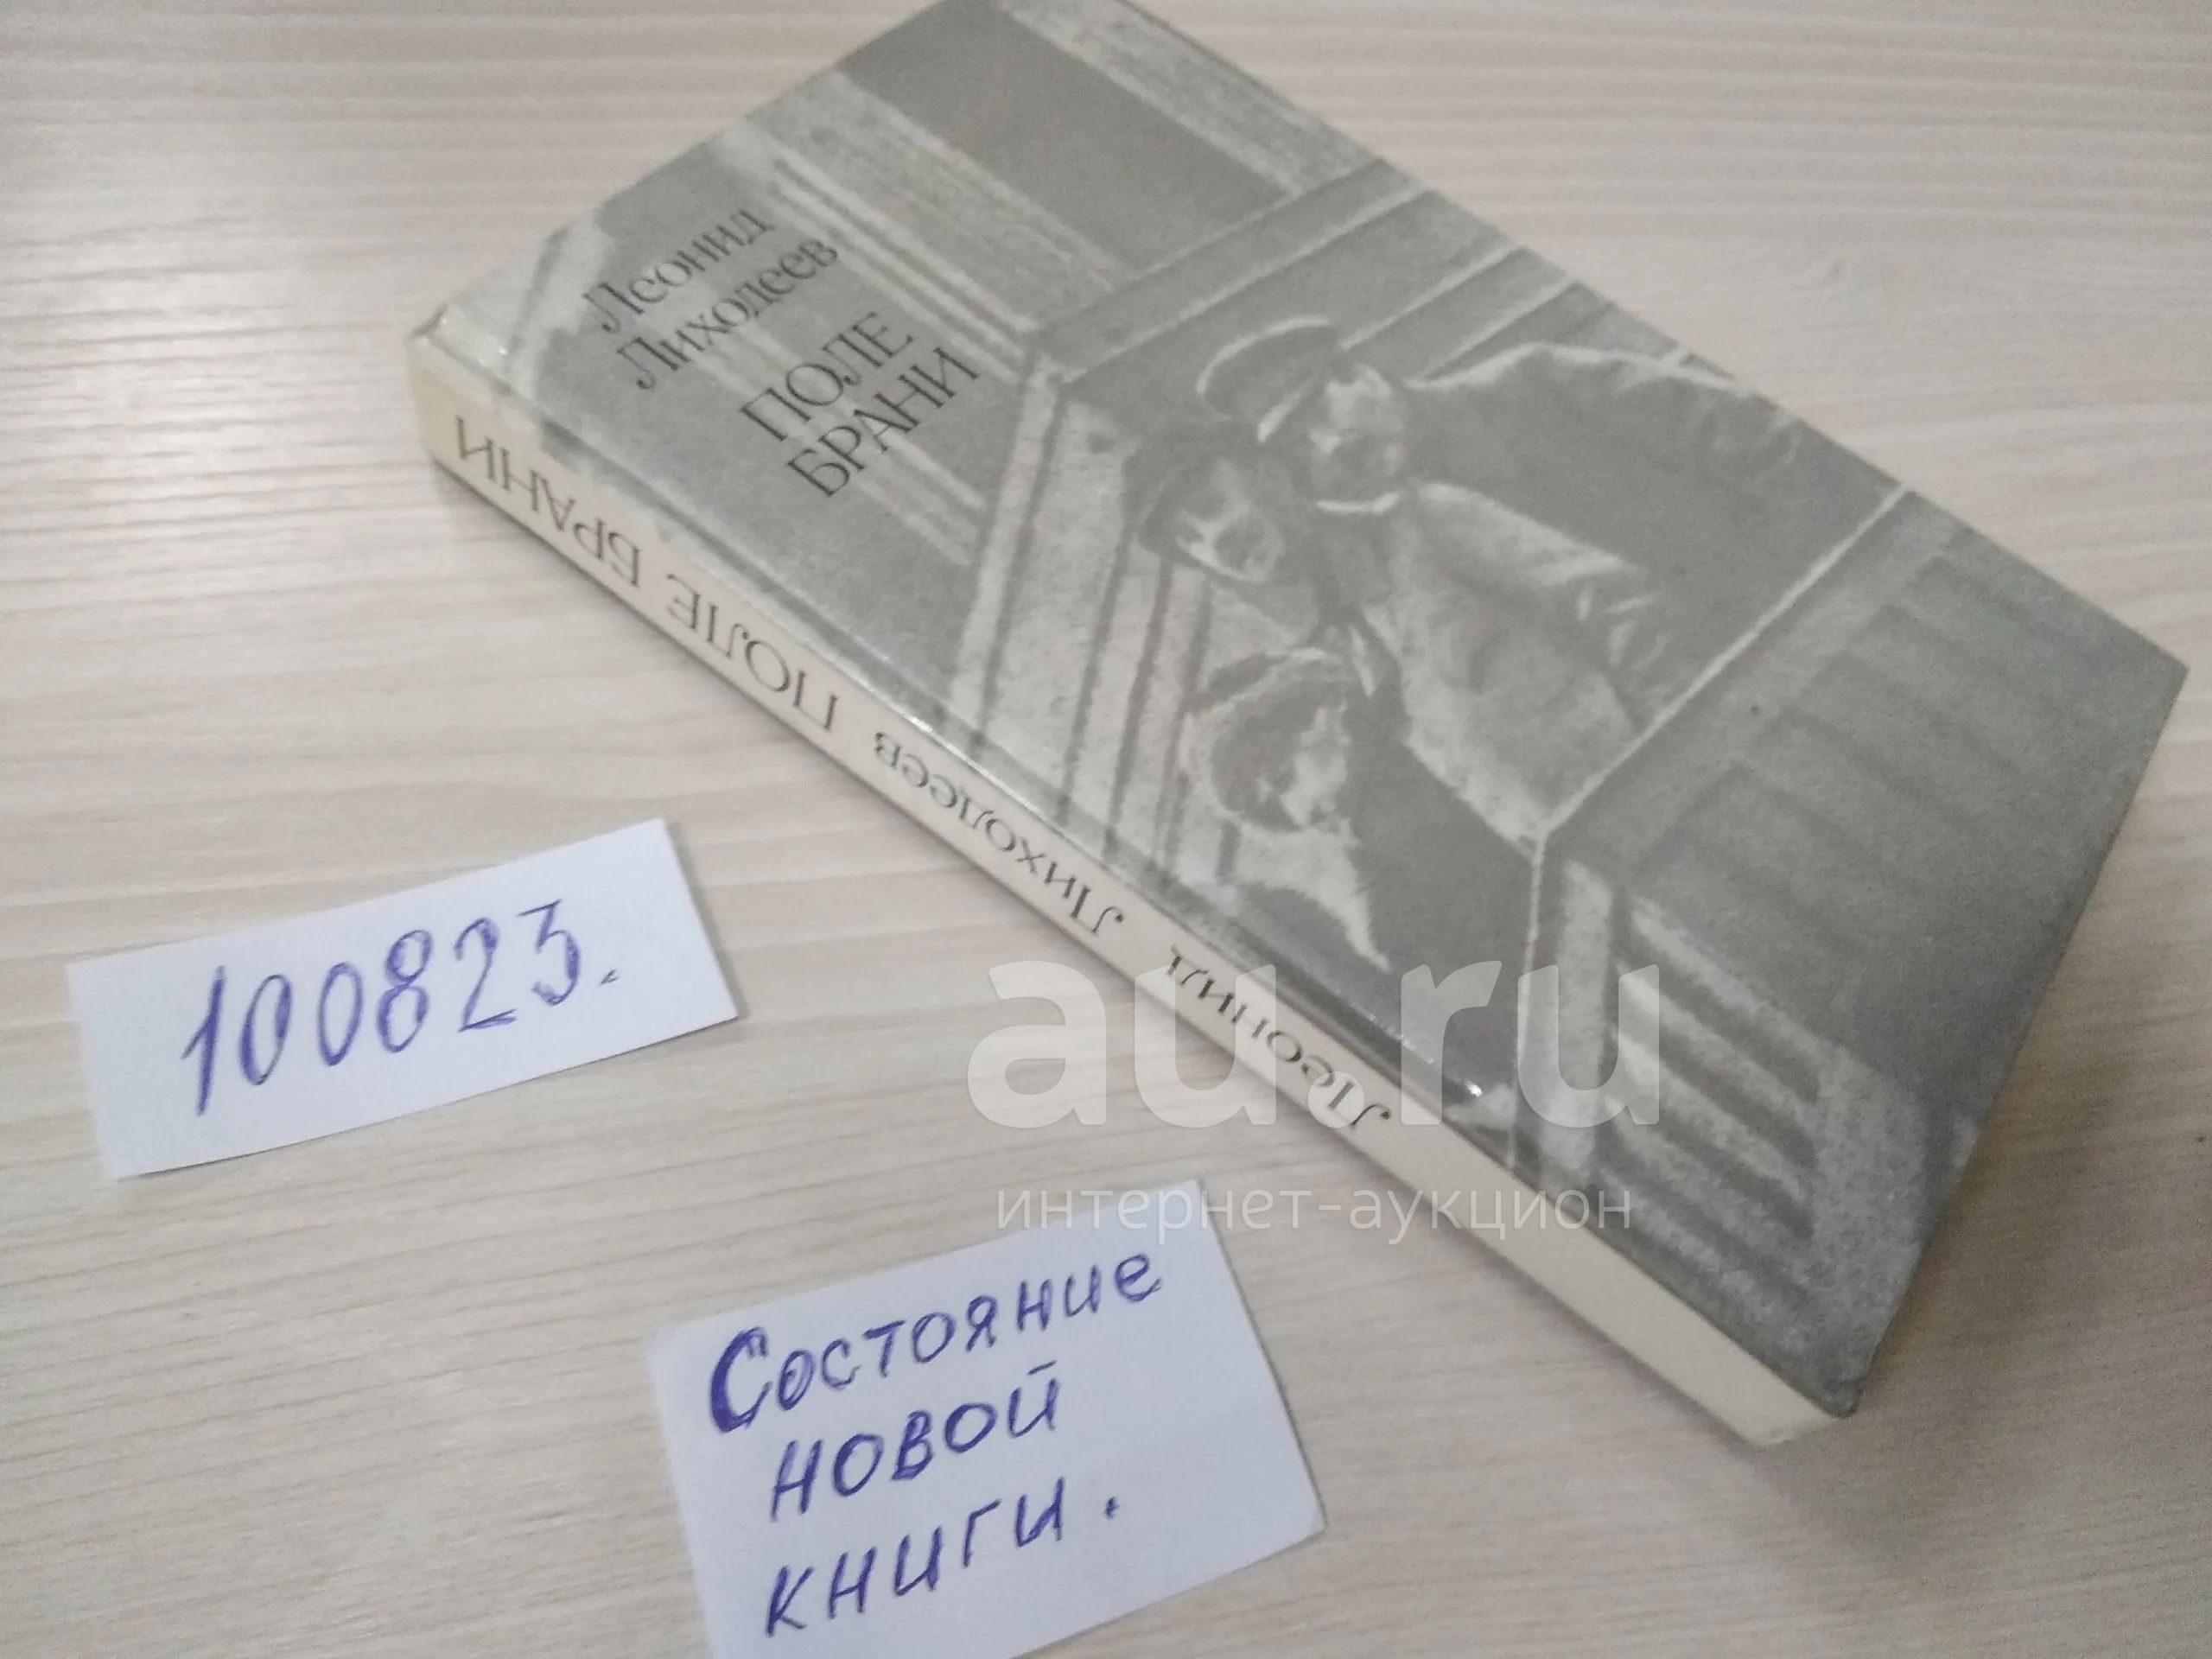 Леонид
Лиходеев
ПОЛЕ
БРАНИ
Леонид Лиходеев ПОЛЕ БРАНИ
100823.
au.ru
интернет-аукцион
Состояние
новой
книги.